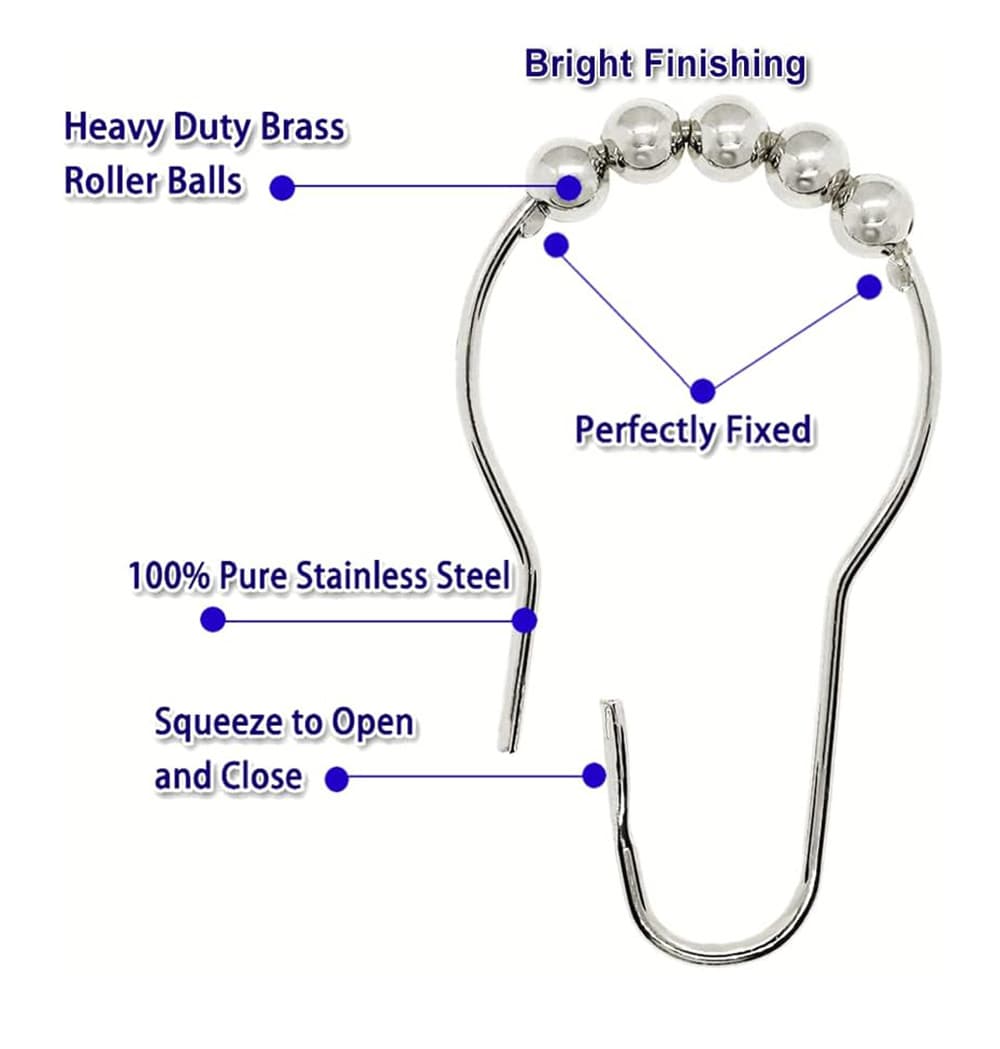 Bright Finishing
Heavy Duty Brass
Roller Balls
Perfectly Fixed
100% Pure Stainless Steel
Squeeze to Open
and Close